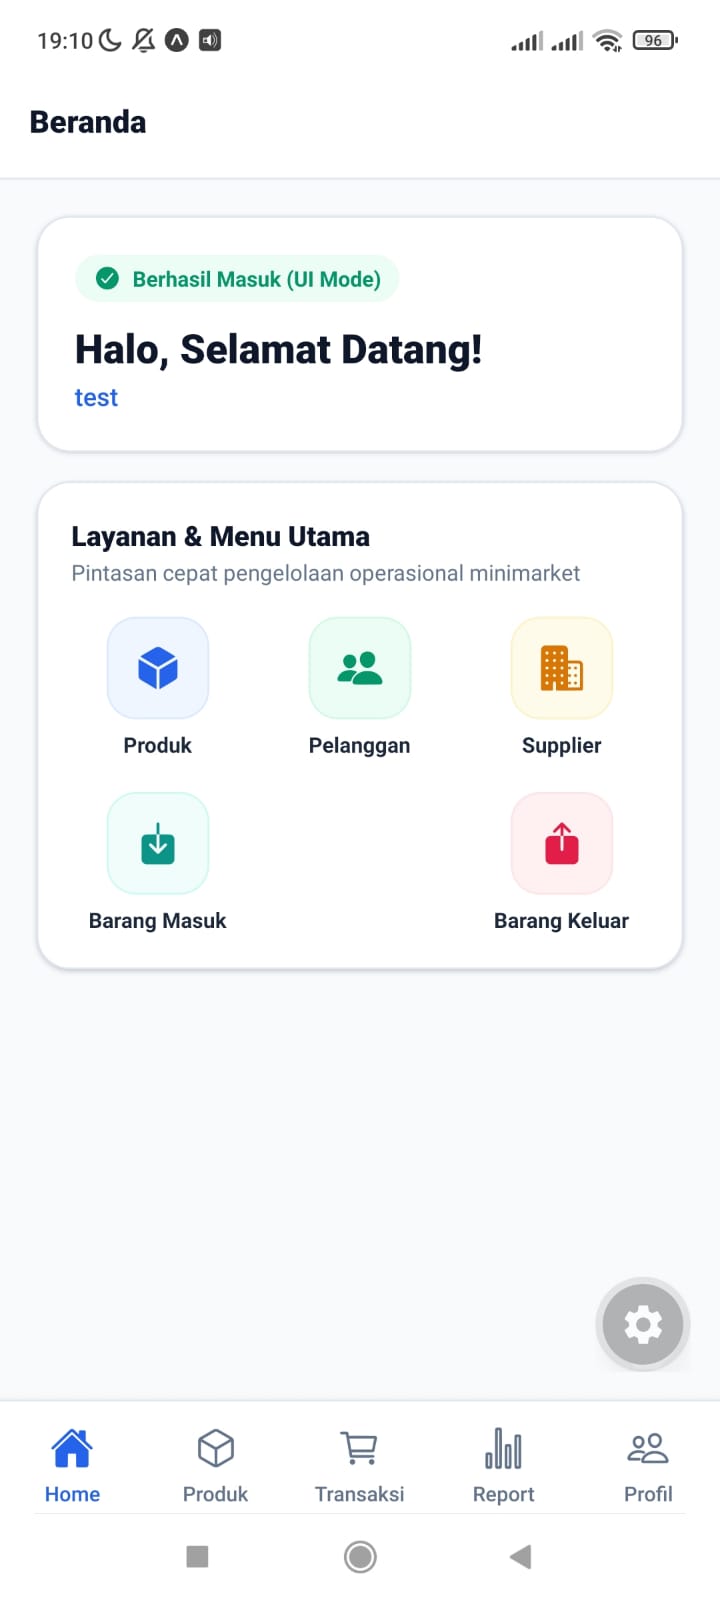 19:10
96
Beranda
Berhasil Masuk (UI Mode)
Halo, Selamat Datang!
test
Layanan & Menu Utama
Pintasan cepat pengelolaan operasional minimarket
Produk Pelanggan Supplier
Barang Masuk Barang Keluar
Home Produk Transaksi Report Profil